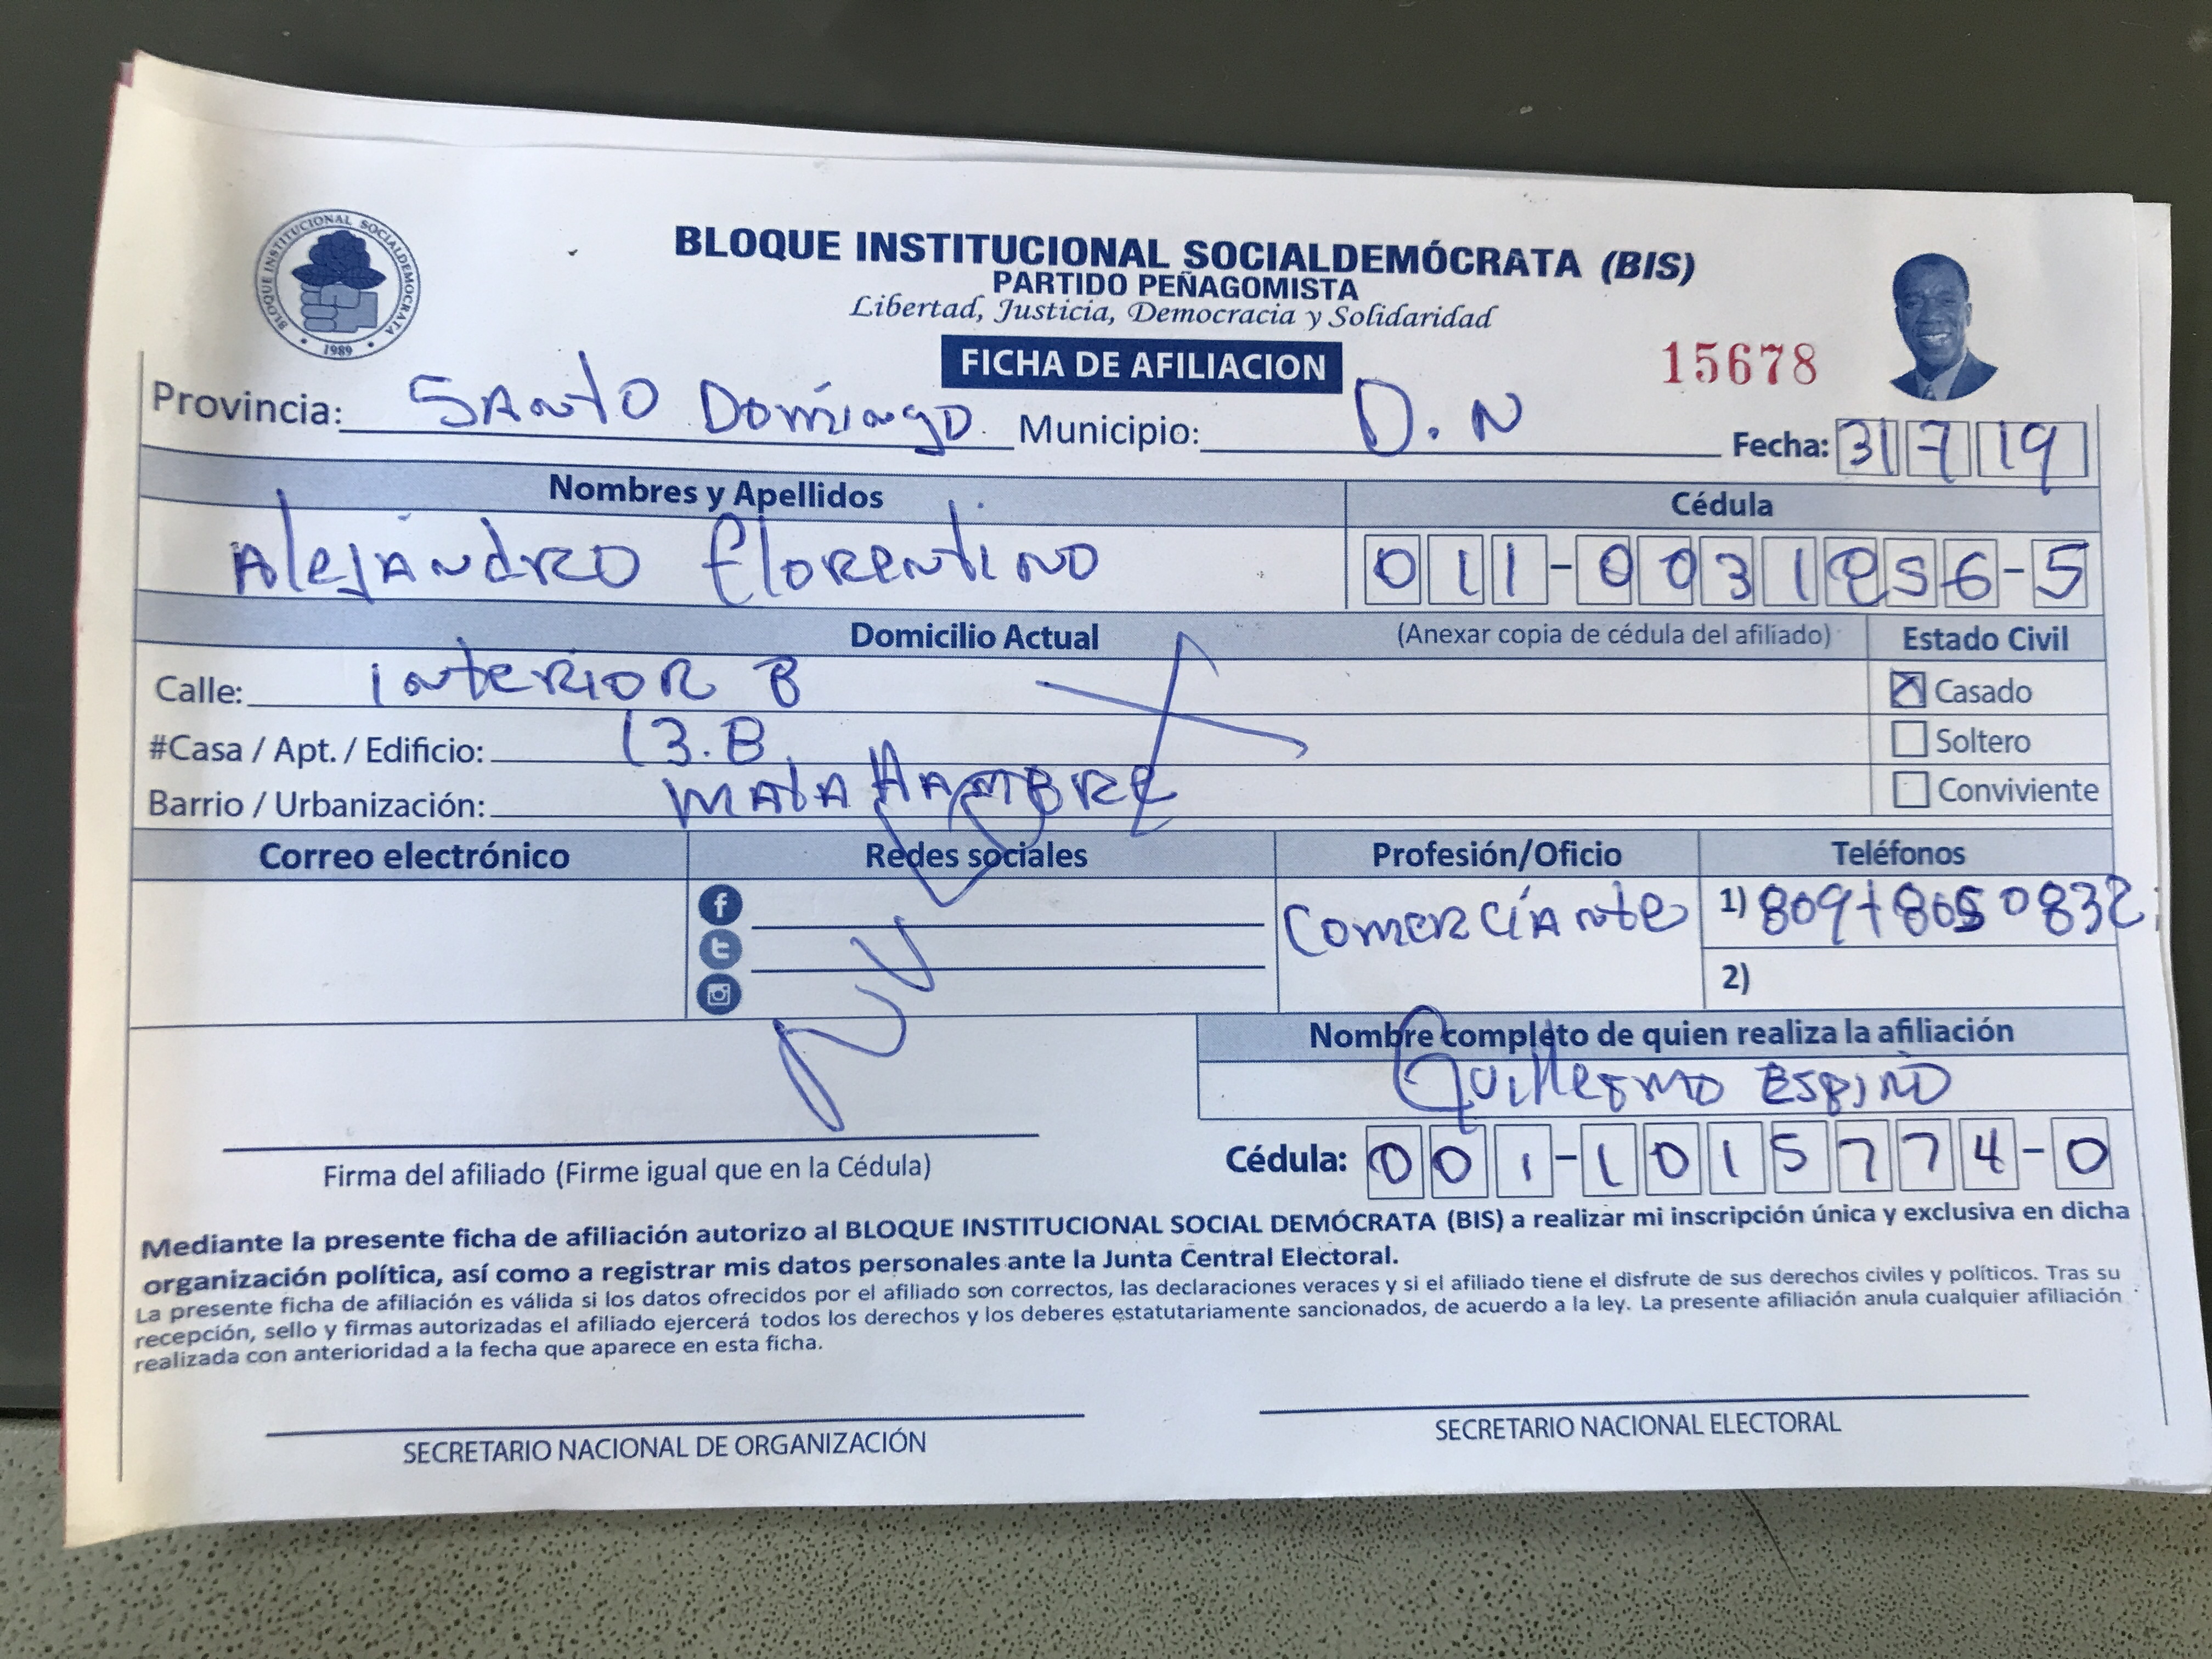 BLOQUE INSTITUCIONAL SOCIALDEMOCRATA
1989
BLOQUE INSTITUCIONAL SOCIALDEMÓCRATA (BIS)
PARTIDO PEÑAGOMISTA
Libertad, Justicia, Democracia y Solidaridad
FICHA DE AFILIACION
15678
Provincia: SANto Domingo Municipio: D.N Fecha: 31 7 19
Nombres y Apellidos Cédula
AlejANdRO FloRentiNO 011-0031 56-5
Domicilio Actual (Anexar copia de cédula del afiliado) Estado Civil
Calle: INteRioR B Casado
#Casa / Apt. / Edificio: 13.B Soltero
Barrio / Urbanización: MAtA HAMBRE Conviviente
Correo electrónico Redes sociales Profesión/Oficio Teléfonos
ComeRcíANte 1) 809 0832
2)
Nombre completo de quien realiza la afiliación
Guillermo ESPINO
Cédula: 001-1015774-0
Firma del afiliado (Firme igual que en la Cédula)
Mediante la presente ficha de afiliación autorizo al BLOQUE INSTITUCIONAL SOCIAL DEMÓCRATA (BIS) a realizar mi inscripción única y exclusiva en dicha
organización política, así como a registrar mis datos personales ante la Junta Central Electoral.
La presente ficha de afiliación es válida si los datos ofrecidos por el afiliado son correctos, las declaraciones veraces y si el afiliado tiene el disfrute de sus derechos civiles y políticos. Tras su
recepción, sello y firmas autorizadas el afiliado ejercerá todos los derechos y los deberes estatutariamente sancionados, de acuerdo a la ley. La presente afiliación anula cualquier afiliación
realizada con anterioridad a la fecha que aparece en esta ficha.
SECRETARIO NACIONAL DE ORGANIZACIÓN SECRETARIO NACIONAL ELECTORAL